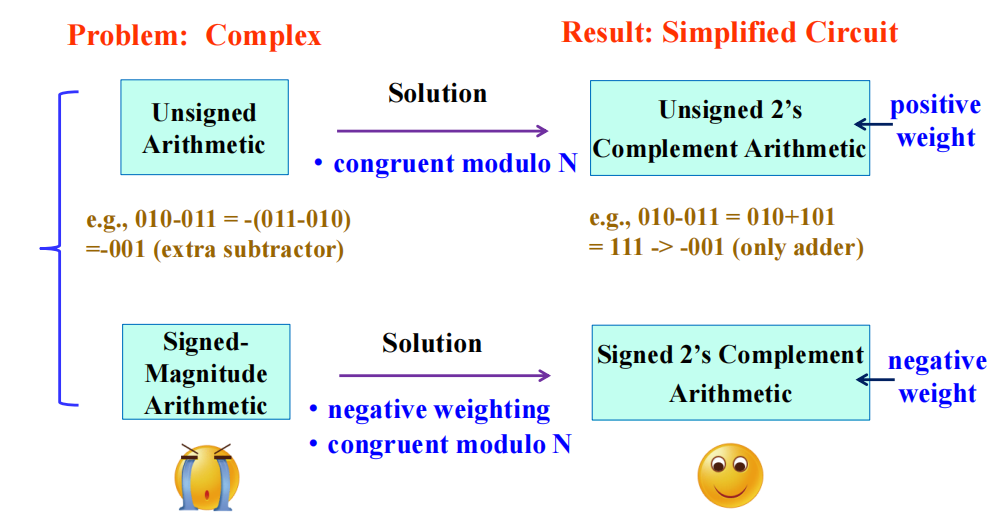 Problem: Complex
Result: Simplified Circuit
Unsigned
Arithmetic
Solution
• congruent modulo N
Unsigned 2’s
Complement Arithmetic
positive
weight
e.g., 010-011 = -(011-010)
=-001 (extra subtractor)
e.g., 010-011 = 010+101
= 111 -> -001 (only adder)
Signed-
Magnitude
Arithmetic
Solution
• negative weighting
• congruent modulo N
Signed 2’s Complement
Arithmetic
negative
weight